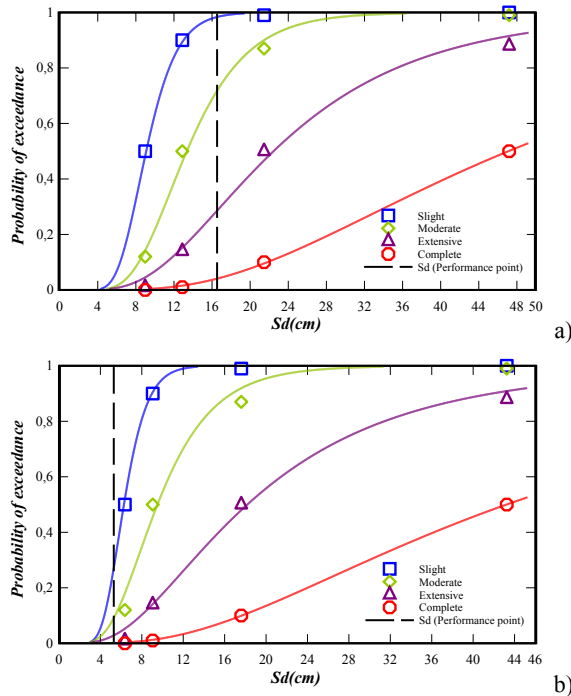 1
0,8
0,6
0,4
0,2
0
Probability of exceedance
Slight
Moderate
Extensive
Complete
Sd (Performance point)
0 4 8 12 16 20 24 28 32 36 40 44 48 50
Sd(cm)
a)
1
0,8
0,6
0,4
0,2
0
Probability of exceedance
Slight
Moderate
Extensive
Complete
Sd (Performance point)
0 4 8 12 16 20 24 28 32 36 40 44 46
Sd(cm)
b)